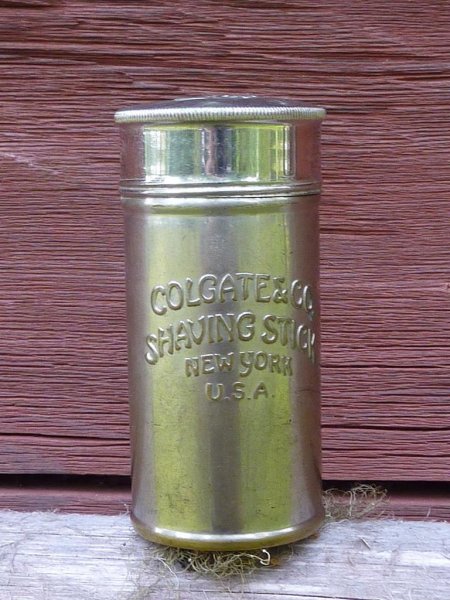 COLGATE & CO.
SHAVING STICK
NEW YORK
U.S.A.